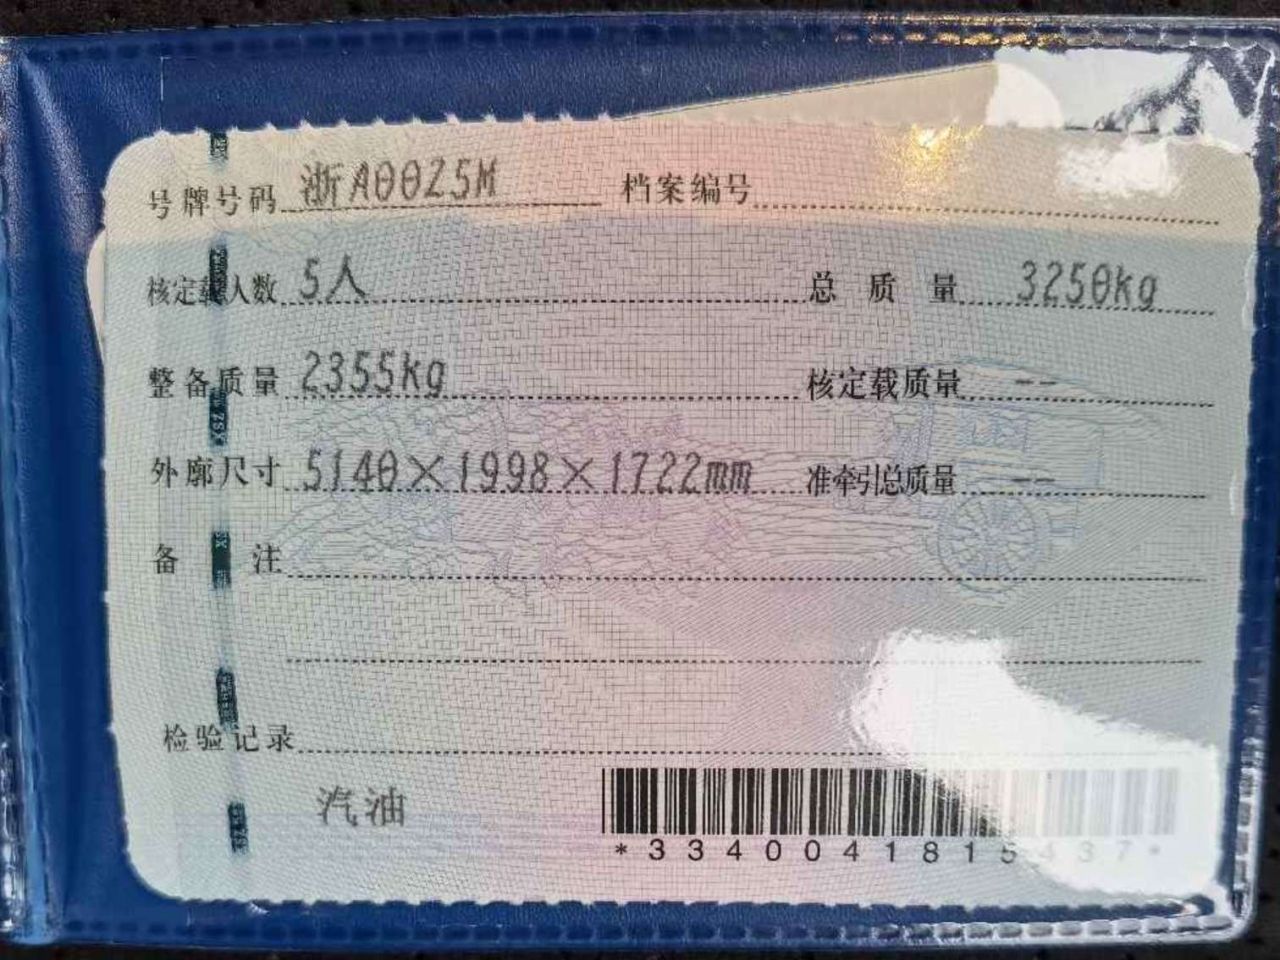 号牌号码 浙A0025M 档案编号
核定载人数 5人 总质量 3250kg
整备质量 2355kg 核定载质量 --
外廓尺寸 5140×1998×1722mm 准牵引总质量 --
备注
检验记录
汽油
*3340041815437*